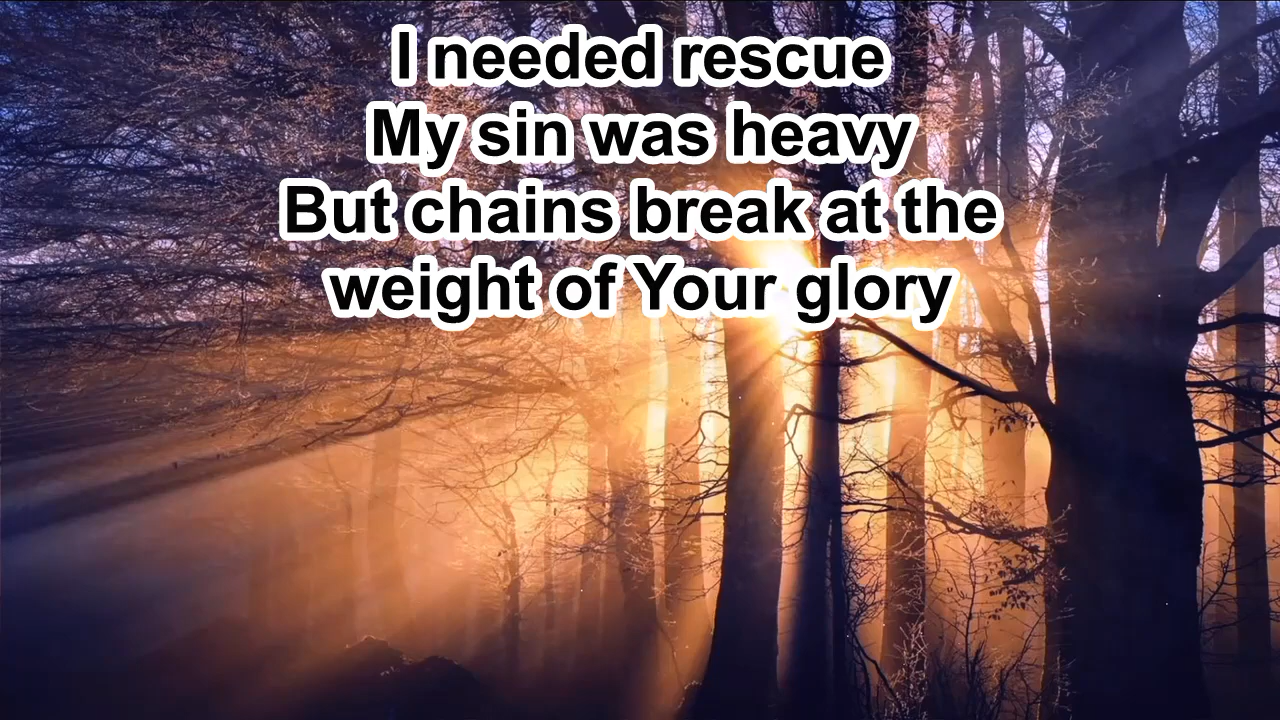 I needed rescue
My sin was heavy
But chains break at the
weight of Your glory